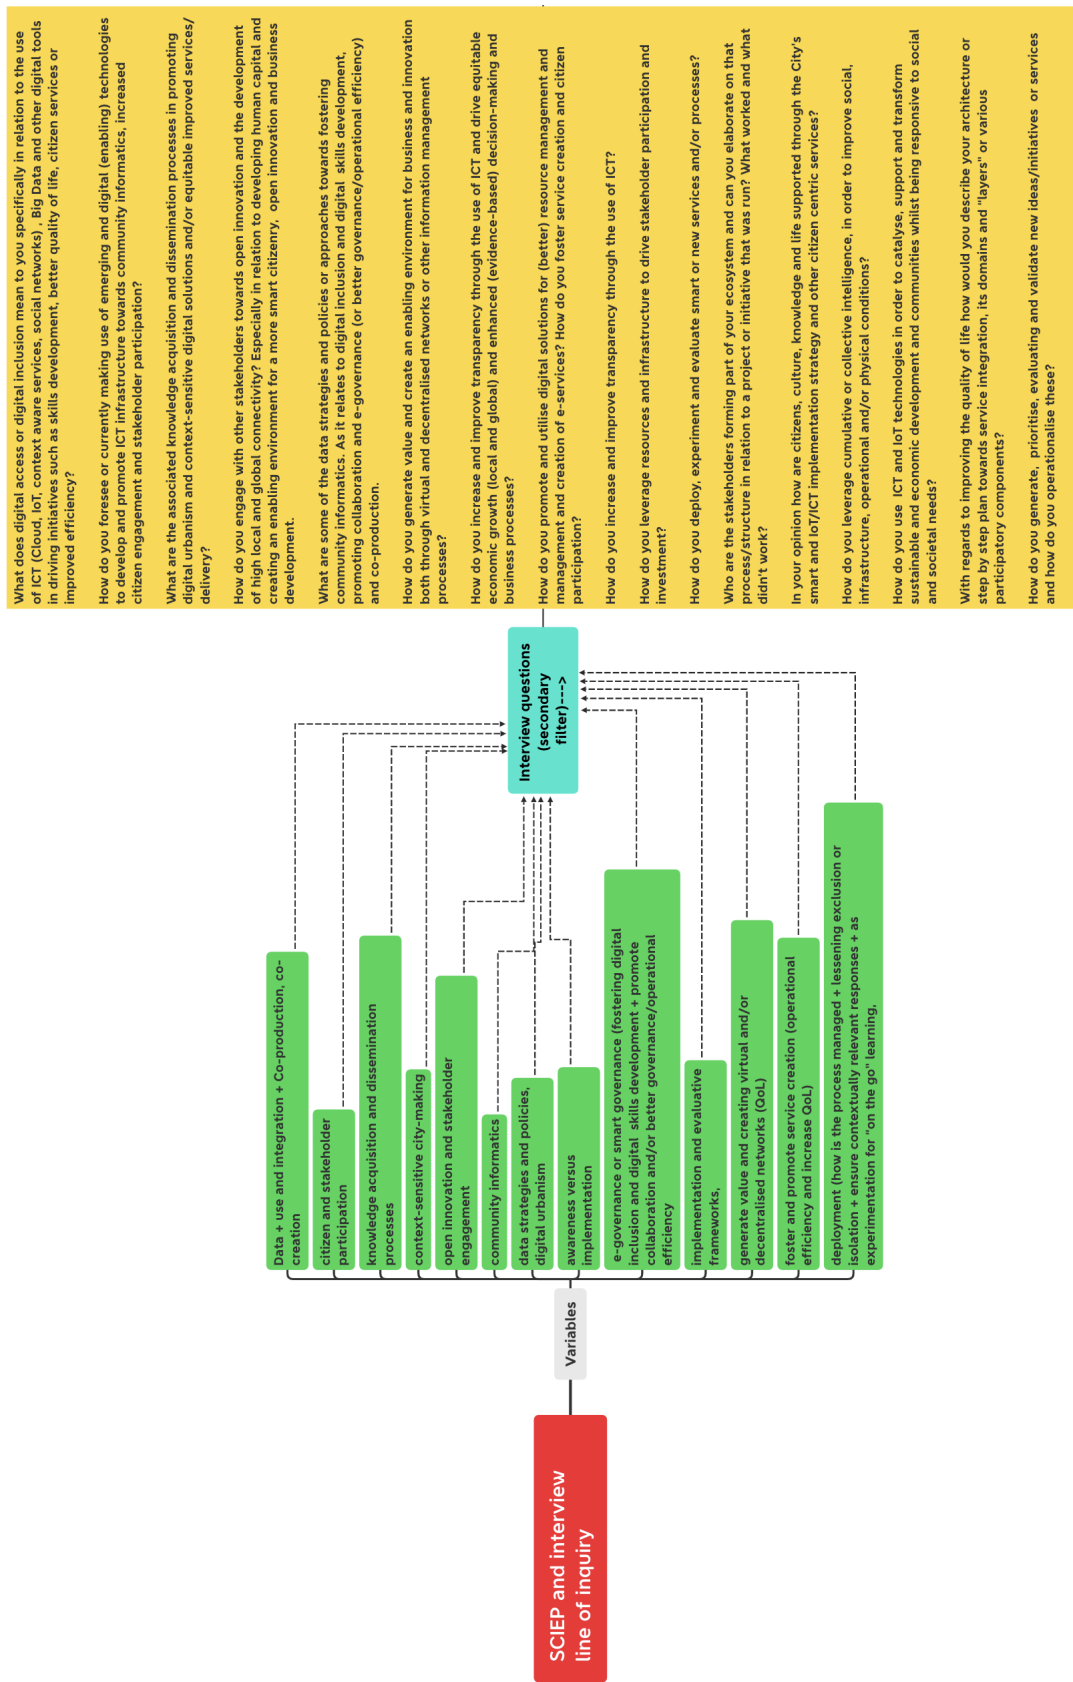 SCIEP and interview
line of inquiry
Variables
Data + use and integration + Co-production, co-
creation
citizen and stakeholder
participation
knowledge acquisition and dissemination
processes
context-sensitive city-making
open innovation and stakeholder
engagement
community informatics
data strategies and policies,
digital urbanism
awareness versus
implementation
e-governance or smart governance (fostering digital
inclusion and digital  skills development + promote
collaboration and/or better governance/operational
efficiency
implementation and evaluative
frameworks,
generate value and creating virtual and/or
decentralised networks (QoL)
foster and promote service creation (operational
efficiency and increase QoL)
deployment (how is the process managed + lessening exclusion or
isolation + ensure contextually relevant responses + as
experimentation for "on the go" learning,
Interview questions
(secondary
filter)--->
What does digital access or digital inclusion mean to you specifically in relation to the use
of ICT (Cloud, IoT, context aware services, social networks) , Big Data and other digital tools
in driving initiatives such as skills development, better quality of life, citizen services or
improved efficiency?
How do you foresee or currently making use of emerging and digital (enabling) technologies
to develop and promote ICT infrastructure towards community informatics, increased
citizen engagement and stakeholder participation?
What are the associated knowledge acquisition and dissemination processes in promoting
digital urbanism and context-sensitive digital solutions and/or equitable improved services/
delivery?
How do you engage with other stakeholders towards open innovation and the development
of high local and global connectivity? Especially in relation to developing human capital and
creating an enabling environment for a more smart citizenry,  open innovation and business
development.
What are some of the data strategies and policies or approaches towards fostering
community informatics. As it relates to digital inclusion and digital  skills development,
promoting collaboration and e-governance (or better governance/operational efficiency)
and co-production.
How do you generate value and create an enabling environment for business and innovation
both through virtual and decentralised networks or other information management
processes?
How do you increase and improve transparency through the use of ICT and drive equitable
economic growth (local and global) and enhanced (evidence-based) decision-making and
business processes?
How do you promote and utilise digital solutions for (better) resource management and
management and creation of e-services? How do you foster service creation and citizen
participation?
How do you increase and improve transparency through the use of ICT?
How do you leverage resources and infrastructure to drive stakeholder participation and
investment?
How do you deploy, experiment and evaluate smart or new services and/or processes?
Who are the stakeholders forming part of your ecosystem and can you elaborate on that
process/structure in relation to a project or initiative that was run? What worked and what
didn't work?
In your opinion how are citizens, culture, knowledge and life supported through the City's
smart and IoT/ICT implementation strategy and other citizen centric services?
How do you leverage cumulative or collective intelligence, in order to improve social,
infrastructure, operational and/or physical conditions?
How do you use  ICT and IoT technologies in order to catalyse, support and transform
sustainable and economic development and communities whilst being responsive to social
and societal needs?
With regards to improving the quality of life how would you describe your architecture or
step by step plan towards service integration, its domains and "layers" or various
participatory components?
How do you generate,  prioritise, evaluating and validate new ideas/initiatives  or services
and how do you operationalise these?